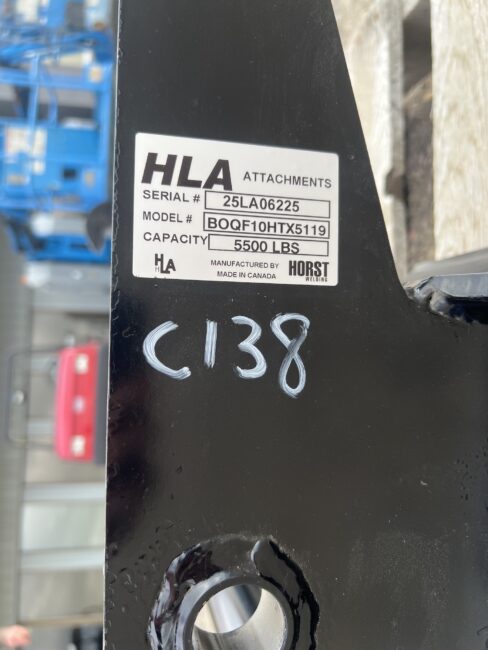 HLA ATTACHMENTS
SERIAL # 25LA06225
MODEL # BOQF10HTX5119
CAPACITY 5500 LBS
HLA MANUFACTURED BY HORST
MADE IN CANADA WELDING
C138